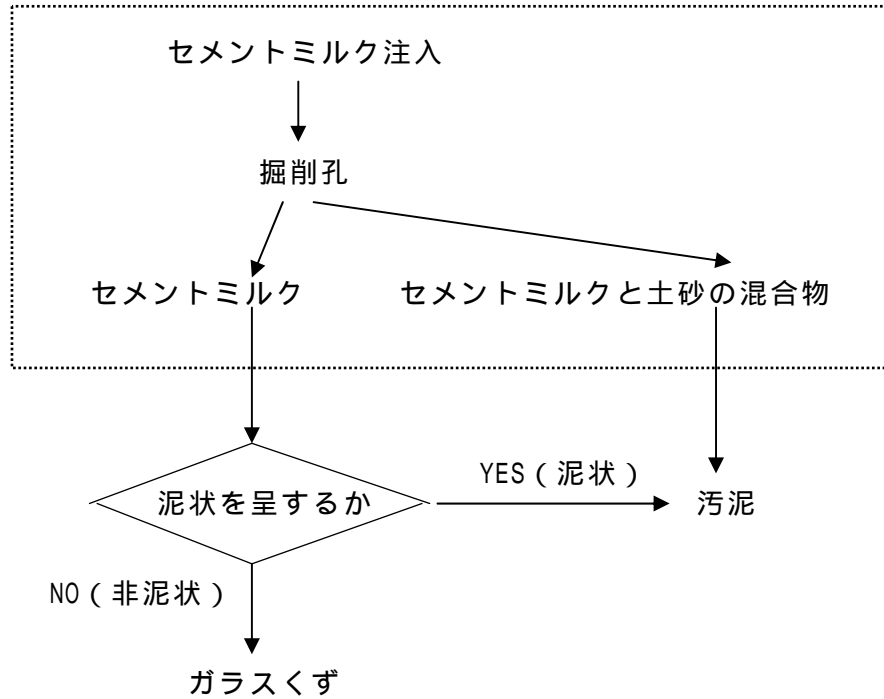 セメントミルク注入
掘削孔
セメントミルク
セメントミルクと土砂の混合物
YES（泥状）
泥状を呈するか
汚泥
NO（非泥状）
ガラスくず